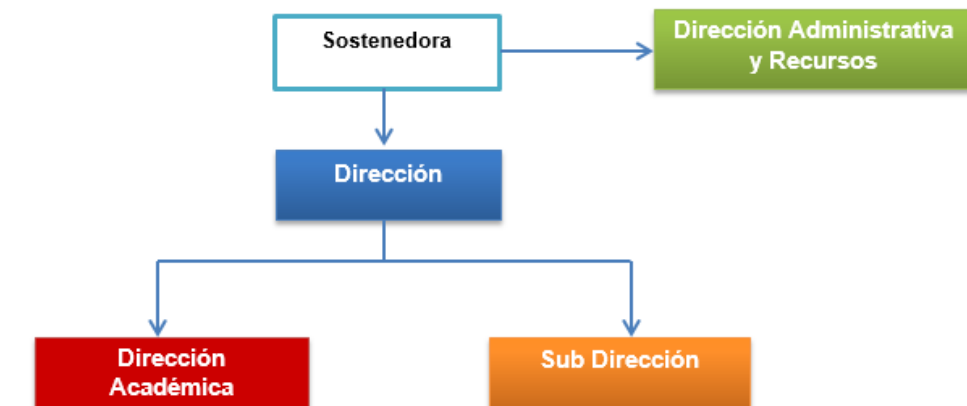 Sostenedora
Dirección Administrativa
y Recursos
Dirección
Dirección
Académica
Sub Dirección